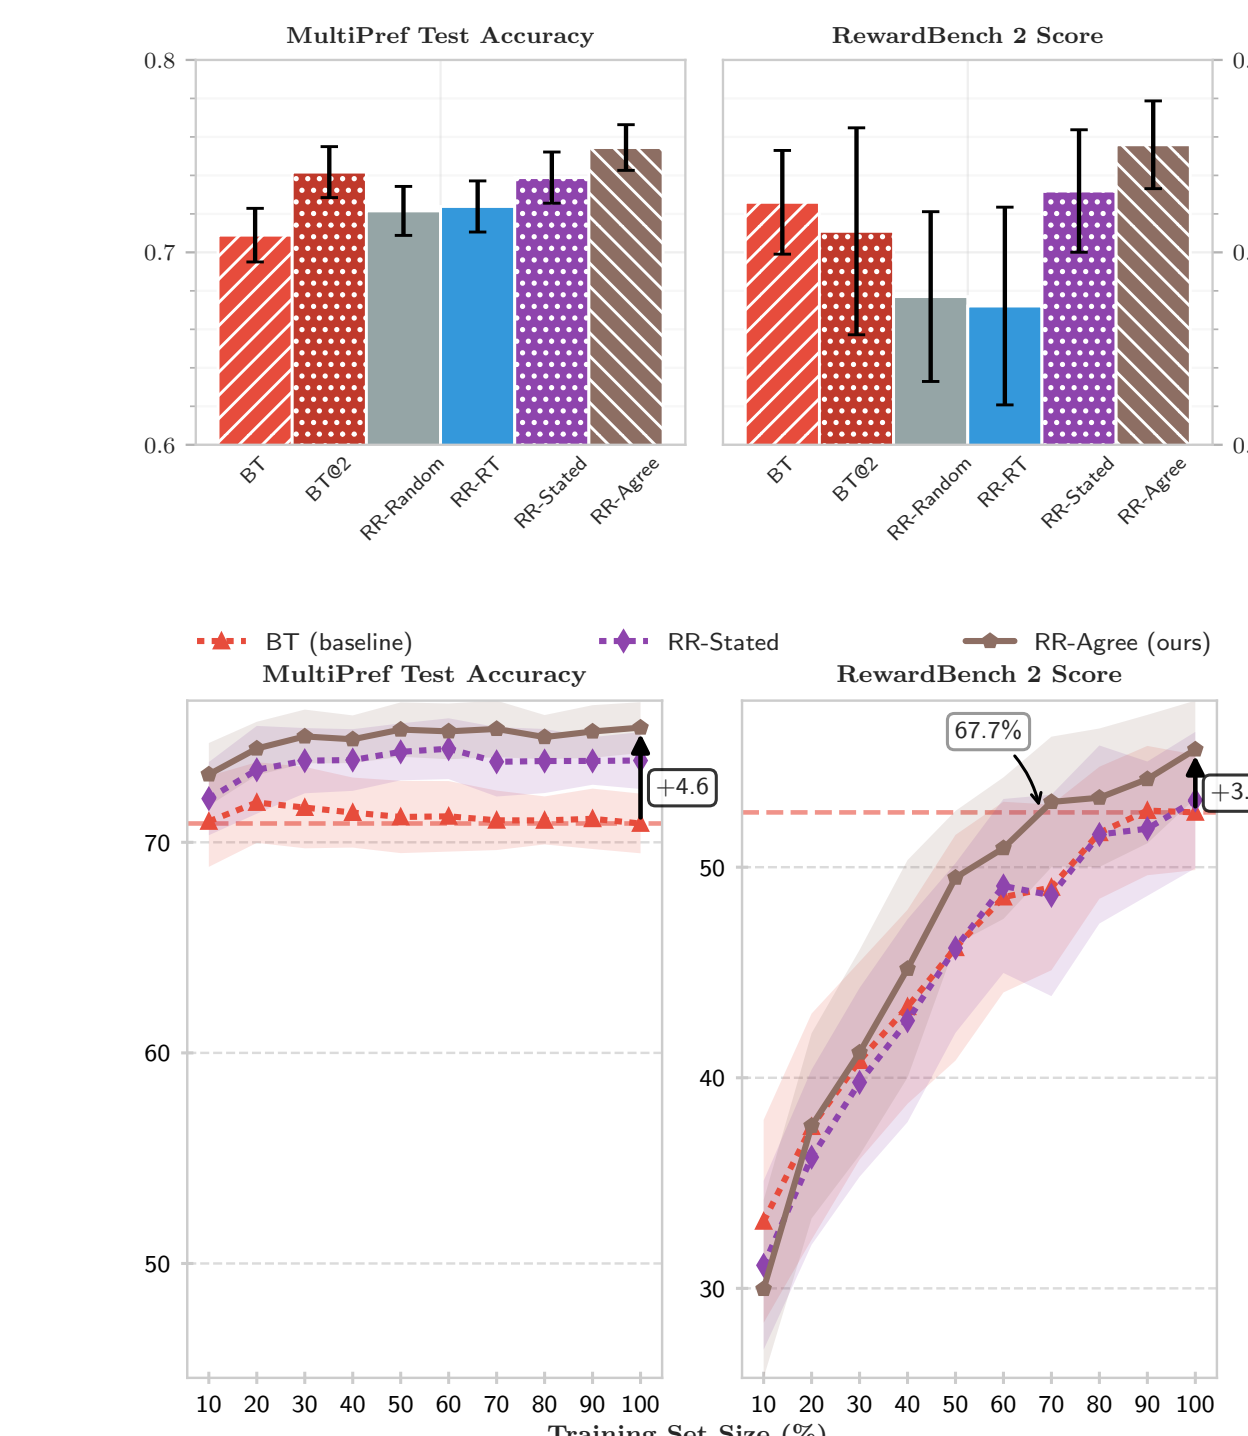 MultiPref Test Accuracy
RewardBench 2 Score
0.8
0.7
0.6
BT
BT@2
RR-Random
RR-RT
RR-Stated
RR-Agree
BT
BT@2
RR-Random
RR-RT
RR-Stated
RR-Agree
BT (baseline)
RR-Stated
RR-Agree (ours)
MultiPref Test Accuracy
RewardBench 2 Score
70
60
50
+4.6
10 20 30 40 50 60 70 80 90 100
50
40
30
67.7%
+3.
10 20 30 40 50 60 70 80 90 100
Training Set Size (%)